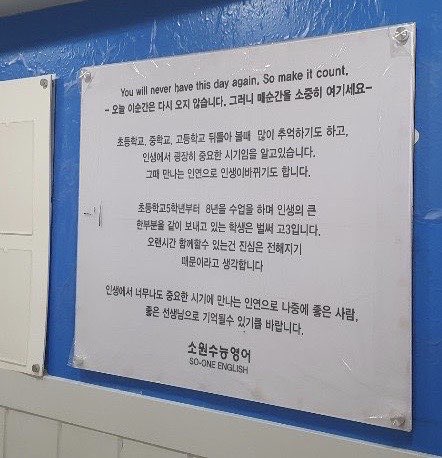 You will never have this day again. So make it count.
- 오늘 이순간은 다시 오지 않습니다. 그러니 매순간을 소중히 여기세요-
초등학교, 중학교, 고등학교 뒤돌아 볼때 많이 추억하기도 하고,
인생에서 굉장히 중요한 시기임을 알고있습니다.
그때 만나는 인연으로 인생이바뀌기도 합니다.
초등학교5학년부터 8년을 수업을 하며 인생의 큰
한부분을 같이 보내고 있는 학생은 벌써 고3입니다.
오랜시간 함께할수 있는건 진심은 전해지기
때문이라고 생각합니다
인생에서 너무나도 중요한 시기에 만나는 인연으로 나중에 좋은 사람,
좋은 선생님으로 기억될수 있기를 바랍니다.
소원수능영어
SO-ONE ENGLISH